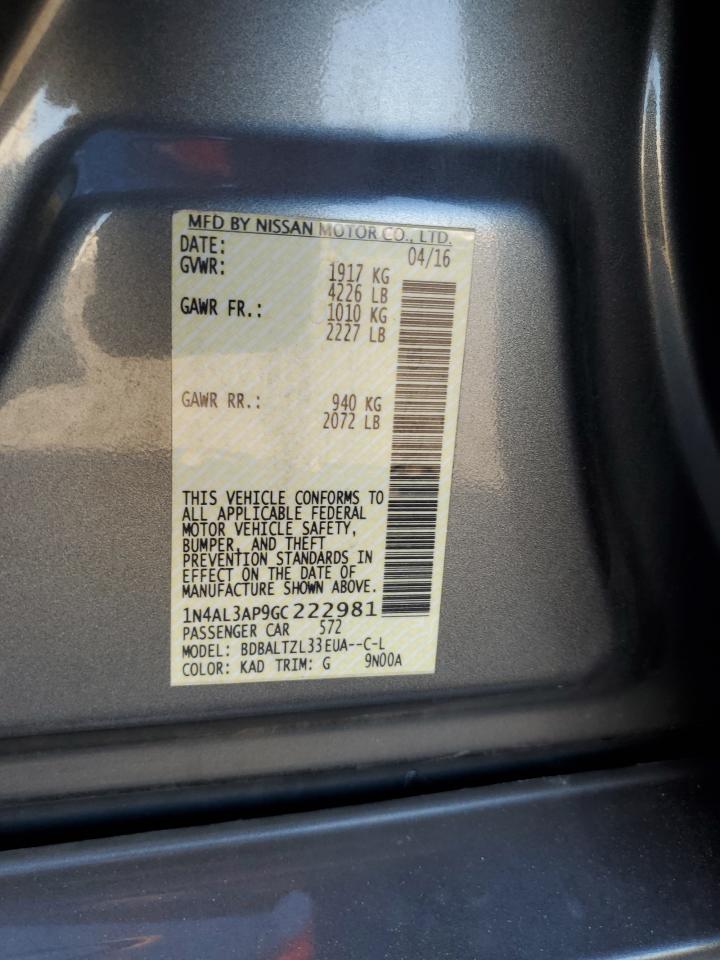 MFD BY NISSAN MOTOR CO., LTD.
DATE: 04/16
GVWR: 1917 KG
4226 LB
GAWR FR.: 1010 KG
2227 LB
GAWR RR.: 940 KG
2072 LB
THIS VEHICLE CONFORMS TO
ALL APPLICABLE FEDERAL
MOTOR VEHICLE SAFETY,
BUMPER, AND THEFT
PREVENTION STANDARDS IN
EFFECT ON THE DATE OF
MANUFACTURE SHOWN ABOVE.
1N4AL3AP9GC222981
PASSENGER CAR 572
MODEL: BDBALTZL33EUA--C-L
COLOR: KAD TRIM: G 9N00A